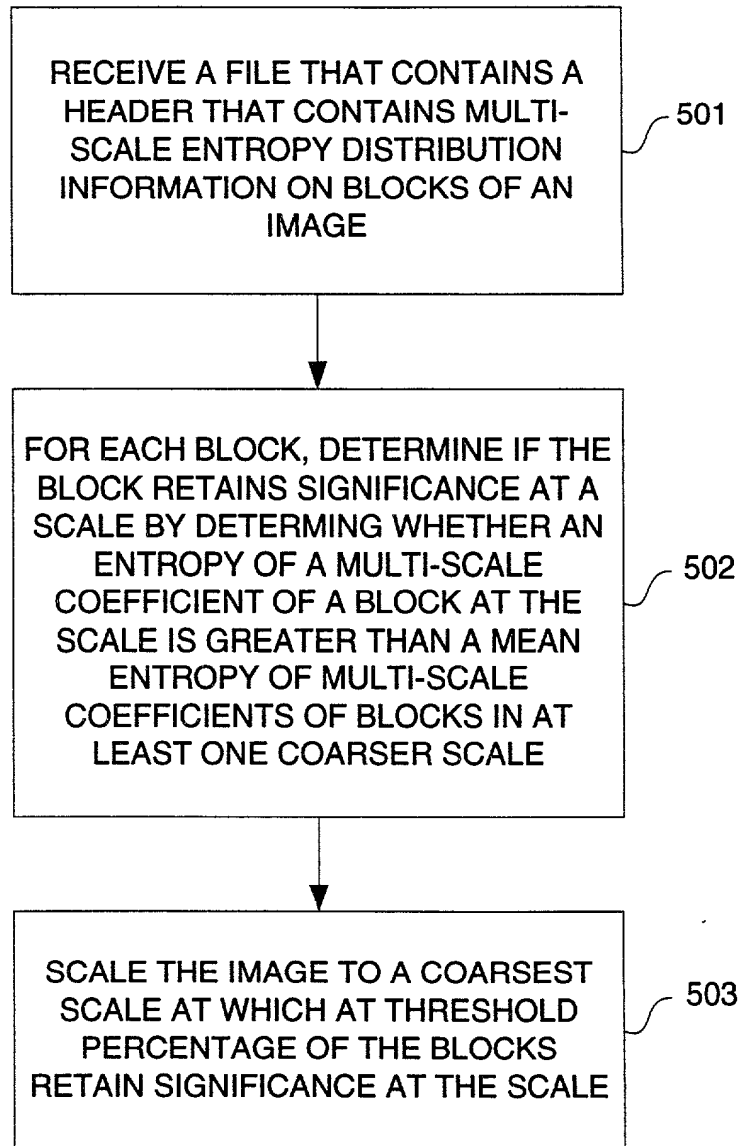 RECEIVE A FILE THAT CONTAINS A
HEADER THAT CONTAINS MULTI-
SCALE ENTROPY DISTRIBUTION
INFORMATION ON BLOCKS OF AN
IMAGE
501
FOR EACH BLOCK, DETERMINE IF THE
BLOCK RETAINS SIGNIFICANCE AT A
SCALE BY DETERMING WHETHER AN
ENTROPY OF A MULTI-SCALE
COEFFICIENT OF A BLOCK AT THE
SCALE IS GREATER THAN A MEAN
ENTROPY OF MULTI-SCALE
COEFFICIENTS OF BLOCKS IN AT
LEAST ONE COARSER SCALE
502
SCALE THE IMAGE TO A COARSEST
SCALE AT WHICH AT THRESHOLD
PERCENTAGE OF THE BLOCKS
RETAIN SIGNIFICANCE AT THE SCALE
503